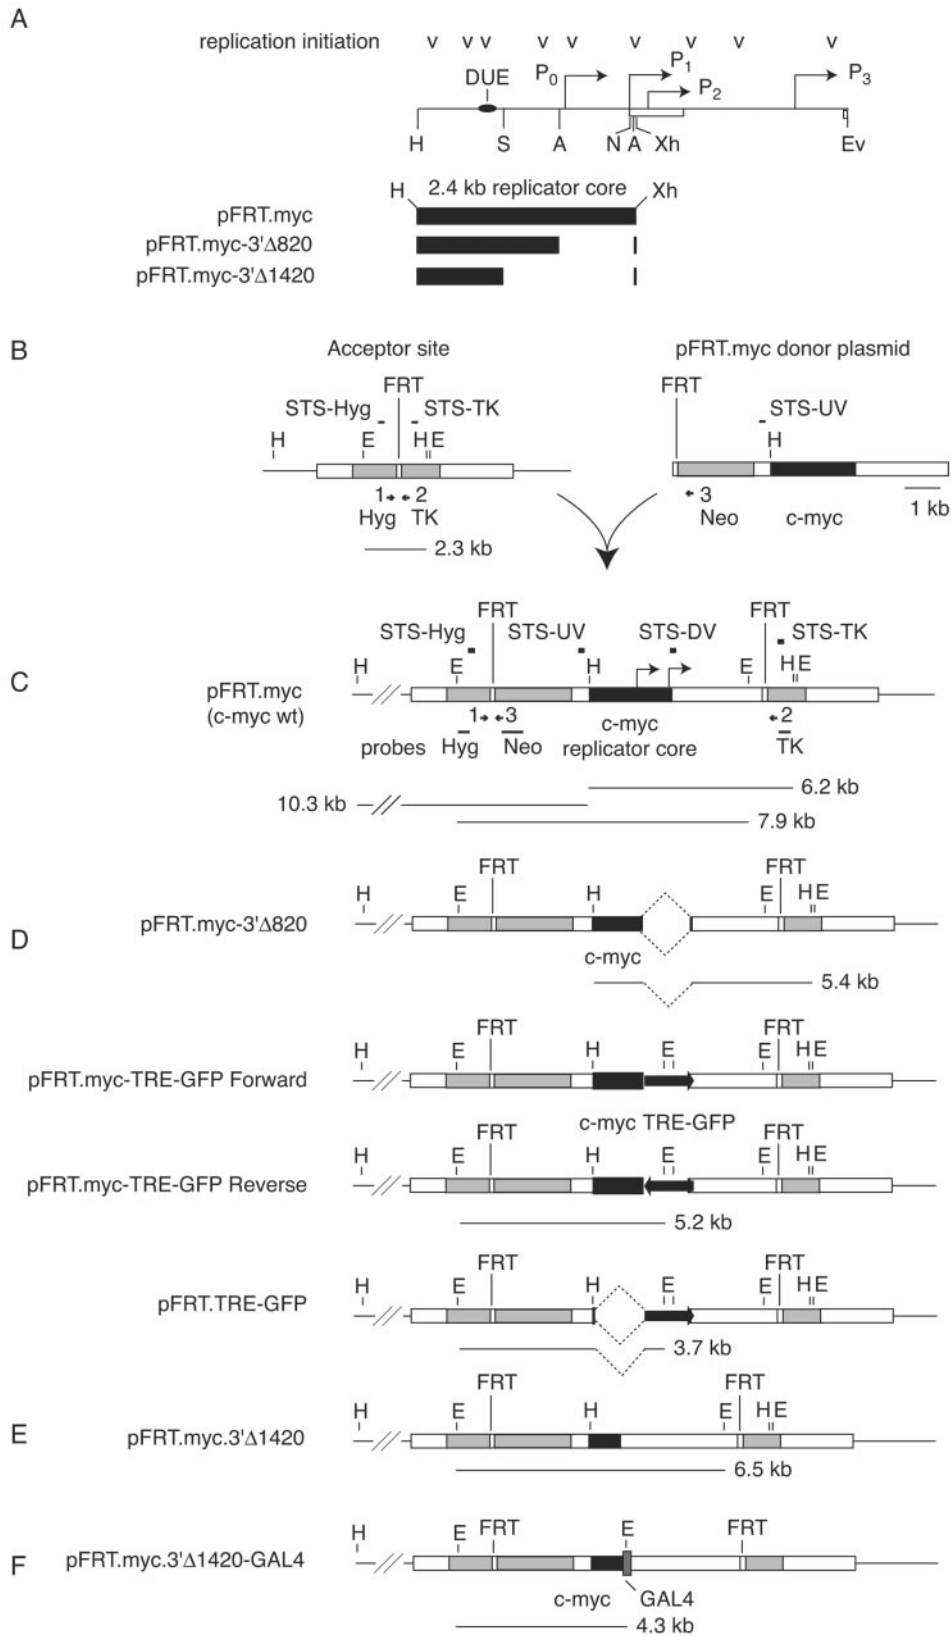 A
replication initiation v v v v v v v v v
DUE P0 P1 P2 P3
H S A N A Xh Ev
H 2.4 kb replicator core Xh
pFRT.myc
pFRT.myc-3'Δ820
pFRT.myc-3'Δ1420
B
Acceptor site pFRT.myc donor plasmid
FRT FRT
STS-Hyg STS-TK STS-UV
H E H E H
1 2 3
Hyg TK Neo c-myc 1 kb
2.3 kb
C
FRT FRT
STS-Hyg STS-UV STS-DV STS-TK
H E H E H E
pFRT.myc
(c-myc wt)
1 3 c-myc 2
probes Hyg Neo replicator core TK
6.2 kb
10.3 kb
7.9 kb
D
FRT FRT
H E H E H E
pFRT.myc-3'Δ820
c-myc
5.4 kb
FRT FRT
H E H E E H E
pFRT.myc-TRE-GFP Forward
c-myc TRE-GFP
FRT FRT
H E H E E H E
pFRT.myc-TRE-GFP Reverse
5.2 kb
FRT FRT
H E H E E H E
pFRT.TRE-GFP
3.7 kb
FRT FRT
H E H E H E
E pFRT.myc.3'Δ1420
6.5 kb
H E FRT E FRT
F pFRT.myc.3'Δ1420-GAL4
c-myc GAL4
4.3 kb